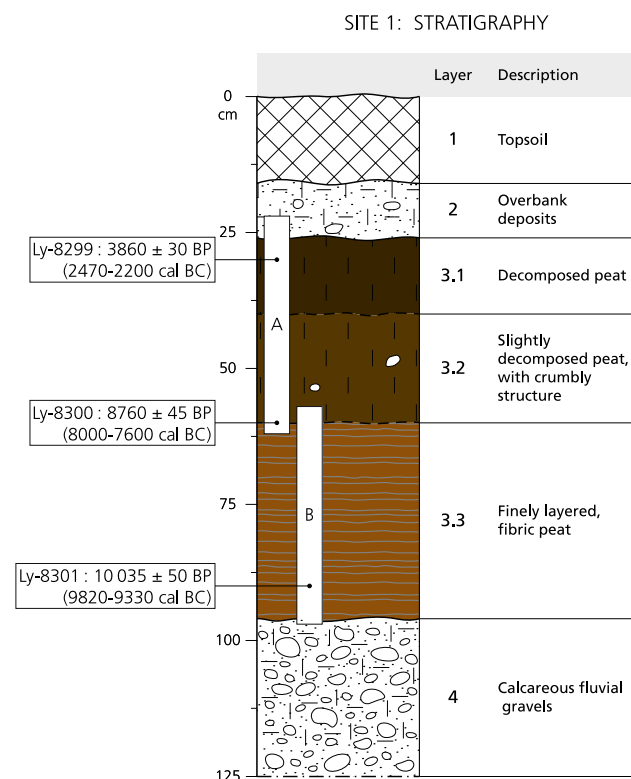 SITE 1: STRATIGRAPHY
Layer Description
0
cm
1 Topsoil
2 Overbank
deposits
25
Ly-8299 : 3860 ± 30 BP
(2470-2200 cal BC)
3.1 Decomposed peat
A
50
3.2 Slightly
decomposed peat,
with crumbly
structure
Ly-8300 : 8760 ± 45 BP
(8000-7600 cal BC)
75
B
3.3 Finely layered,
fibric peat
Ly-8301 : 10 035 ± 50 BP
(9820-9330 cal BC)
100
4 Calcareous fluvial
gravels
125